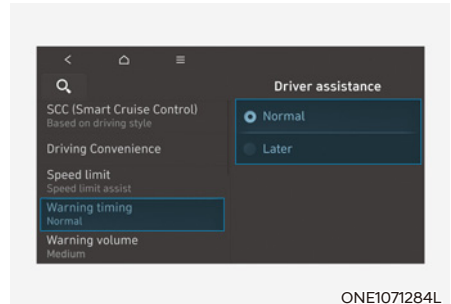 Driver assistance
SCC (Smart Cruise Control)
Based on driving style
Driving Convenience
Speed limit
Speed limit assist
Warning timing
Normal
Warning volume
Medium
Normal
Later
ONE1071284L